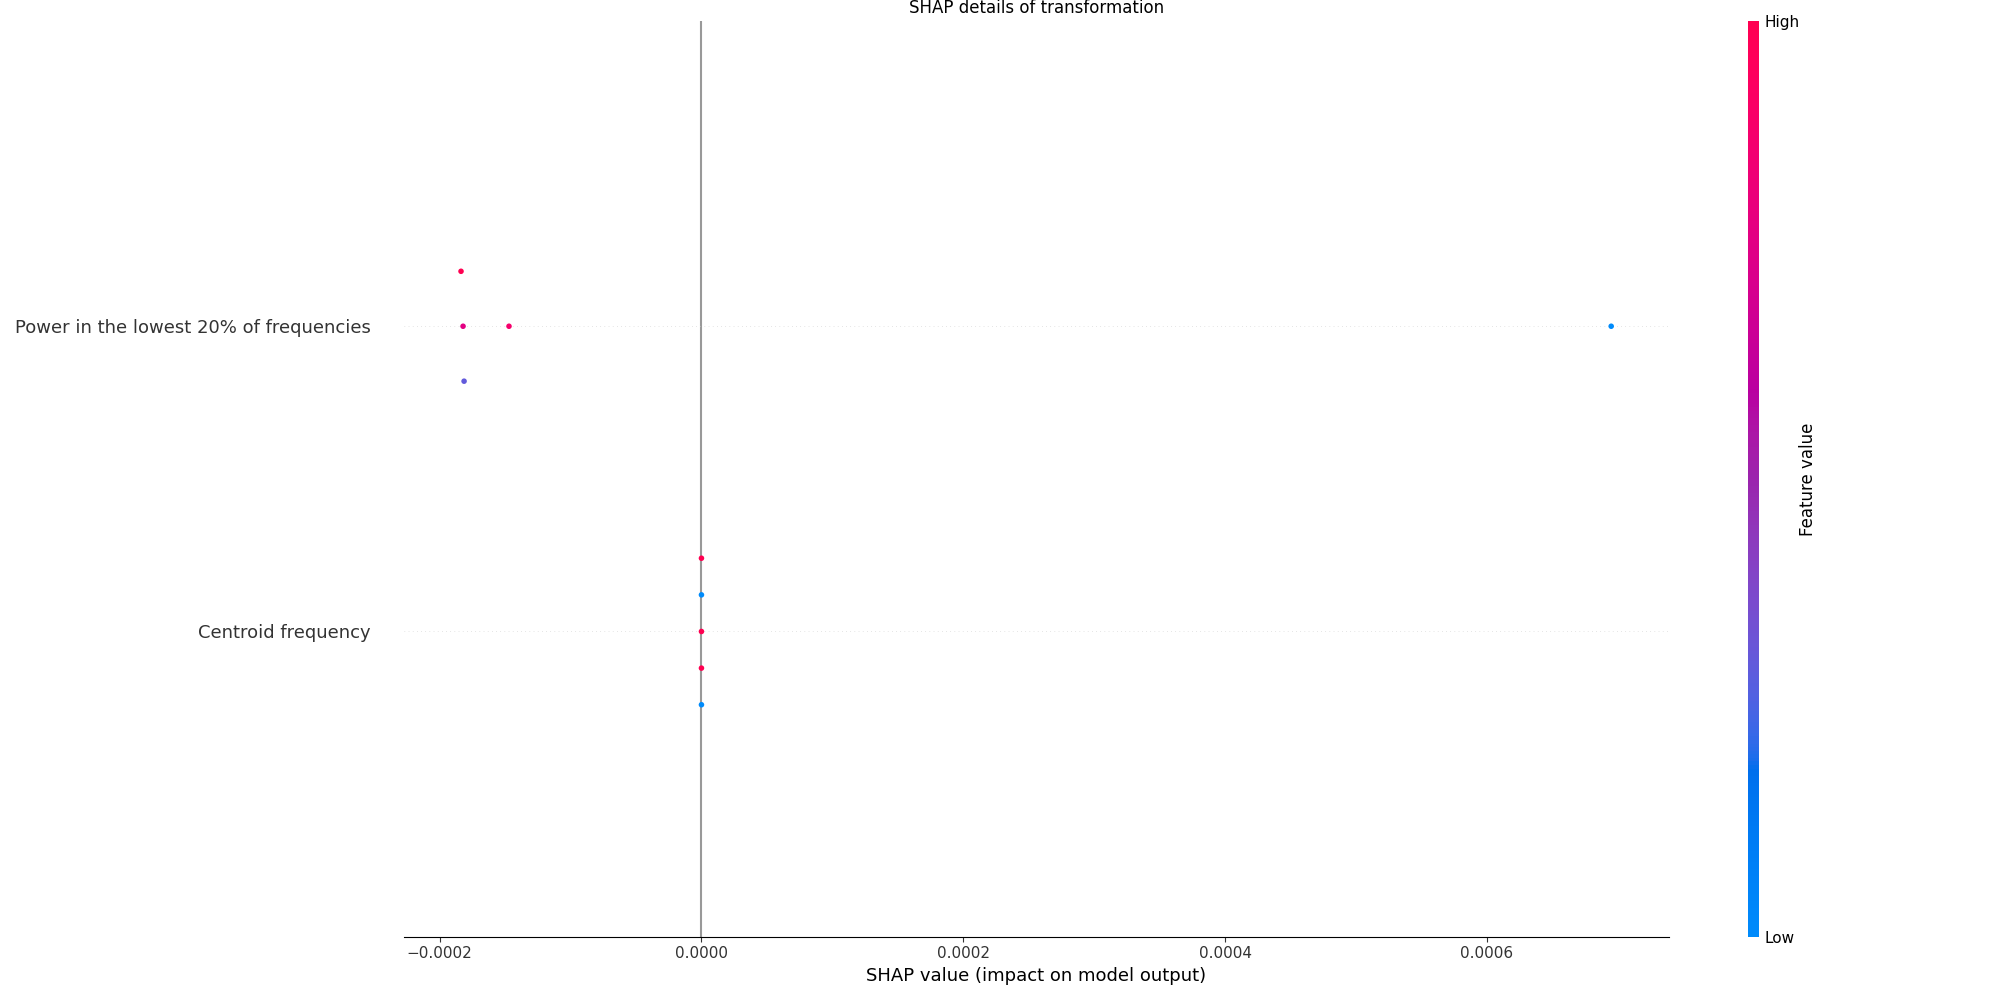 SHAP details of transformation
High
Power in the lowest 20% of frequencies
Feature value
Centroid frequency
Low
−0.0002 0.0000 0.0002 0.0004 0.0006
SHAP value (impact on model output)